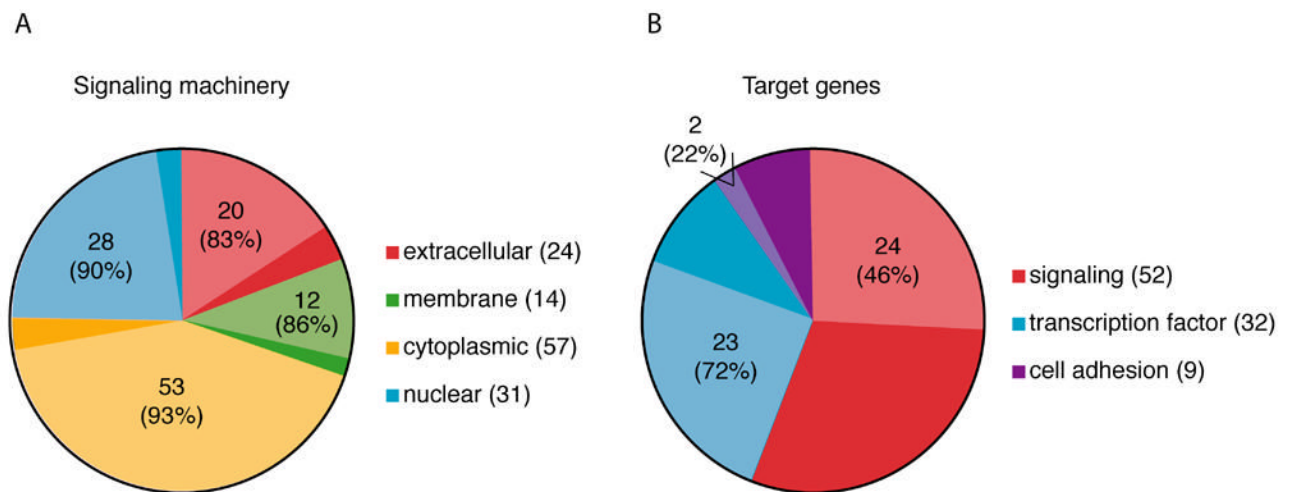 A
Signaling machinery
20
(83%)
28
(90%)
12
(86%)
53
(93%)
extracellular (24)
membrane (14)
cytoplasmic (57)
nuclear (31)
B
Target genes
2
(22%)
24
(46%)
23
(72%)
signaling (52)
transcription factor (32)
cell adhesion (9)